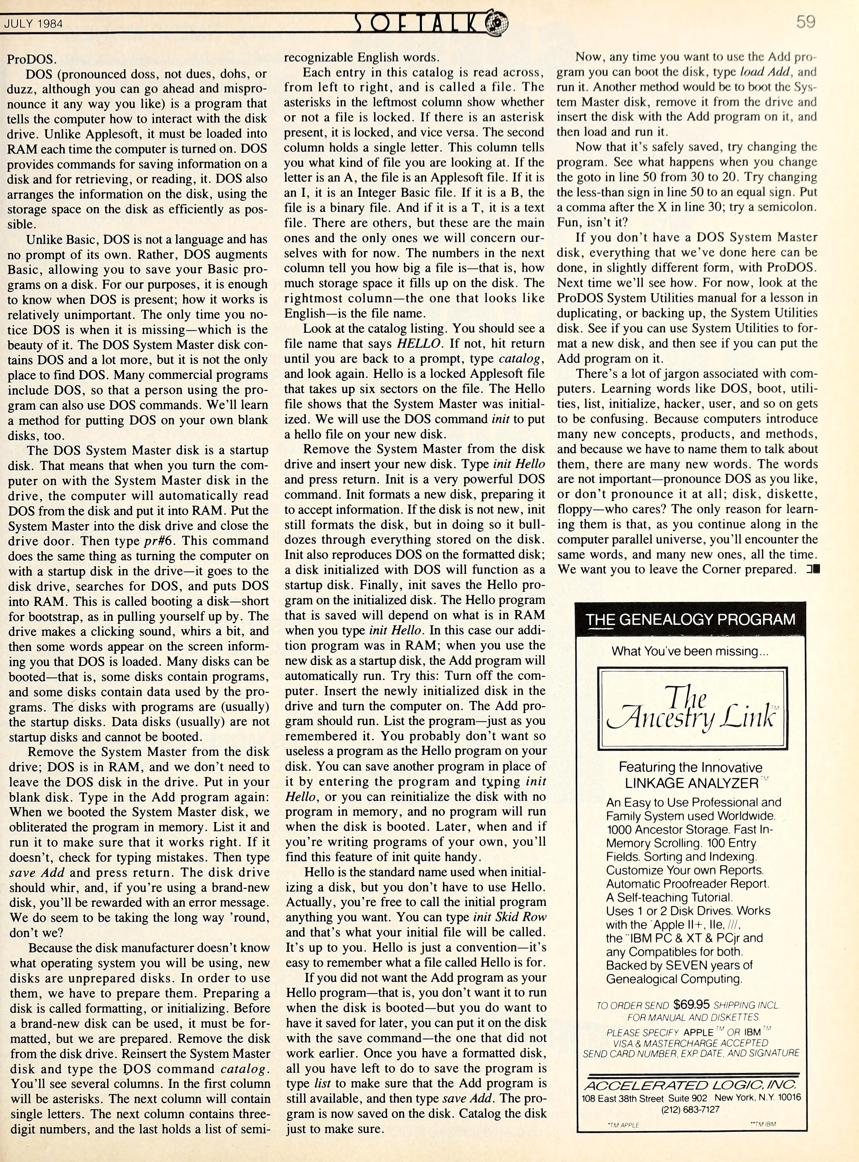 JULY 1984
SOFTALK
59
ProDOS.
DOS (pronounced doss, not dues, dohs, or
duzz, although you can go ahead and mispro-
nounce it any way you like) is a program that
tells the computer how to interact with the disk
drive. Unlike Applesoft, it must be loaded into
RAM each time the computer is turned on. DOS
provides commands for saving information on a
disk and for retrieving, or reading, it. DOS also
arranges the information on the disk, using the
storage space on the disk as efficiently as pos-
sible.
Unlike Basic, DOS is not a language and has
no prompt of its own. Rather, DOS augments
Basic, allowing you to save your Basic pro-
grams on a disk. For our purposes, it is enough
to know when DOS is present; how it works is
relatively unimportant. The only time you no-
tice DOS is when it is missing—which is the
beauty of it. The DOS System Master disk con-
tains DOS and a lot more, but it is not the only
place to find DOS. Many commercial programs
include DOS, so that a person using the pro-
gram can also use DOS commands. We'll learn
a method for putting DOS on your own blank
disks, too.
The DOS System Master disk is a startup
disk. That means that when you turn the com-
puter on with the System Master disk in the
drive, the computer will automatically read
DOS from the disk and put it into RAM. Put the
System Master into the disk drive and close the
drive door. Then type pr#6. This command
does the same thing as turning the computer on
with a startup disk in the drive—it goes to the
disk drive, searches for DOS, and puts DOS
into RAM. This is called booting a disk—short
for bootstrap, as in pulling yourself up by. The
drive makes a clicking sound, whirs a bit, and
then some words appear on the screen inform-
ing you that DOS is loaded. Many disks can be
booted—that is, some disks contain programs,
and some disks contain data used by the pro-
grams. The disks with programs are (usually)
the startup disks. Data disks (usually) are not
startup disks and cannot be booted.
Remove the System Master from the disk
drive; DOS is in RAM, and we don't need to
leave the DOS disk in the drive. Put in your
blank disk. Type in the Add program again:
When we booted the System Master disk, we
obliterated the program in memory. List it and
run it to make sure that it works right. If it
doesn't, check for typing mistakes. Then type
save Add and press return. The disk drive
should whir, and, if you're using a brand-new
disk, you'll be rewarded with an error message.
We do seem to be taking the long way 'round,
don't we?
Because the disk manufacturer doesn't know
what operating system you will be using, new
disks are unprepared disks. In order to use
them, we have to prepare them. Preparing a
disk is called formatting, or initializing. Before
a brand-new disk can be used, it must be for-
matted, but we are prepared. Remove the disk
from the disk drive. Reinsert the System Master
disk and type the DOS command catalog.
You'll see several columns. In the first column
will be asterisks. The next column will contain
single letters. The next column contains three-
digit numbers, and the last holds a list of semi-
recognizable English words.
Each entry in this catalog is read across,
from left to right, and is called a file. The
asterisks in the leftmost column show whether
or not a file is locked. If there is an asterisk
present, it is locked, and vice versa. The second
column holds a single letter. This column tells
you what kind of file you are looking at. If the
letter is an A, the file is an Applesoft file. If it is
an I, it is an Integer Basic file. If it is a B, the
file is a binary file. And if it is a T, it is a text
file. There are others, but these are the main
ones and the only ones we will concern our-
selves with for now. The numbers in the next
column tell you how big a file is—that is, how
much storage space it fills up on the disk. The
rightmost column—the one that looks like
English—is the file name.
Look at the catalog listing. You should see a
file name that says HELLO. If not, hit return
until you are back to a prompt, type catalog,
and look again. Hello is a locked Applesoft file
that takes up six sectors on the file. The Hello
file shows that the System Master was initial-
ized. We will use the DOS command init to put
a hello file on your new disk.
Remove the System Master from the disk
drive and insert your new disk. Type init Hello
and press return. Init is a very powerful DOS
command. Init formats a new disk, preparing it
to accept information. If the disk is not new, init
still formats the disk, but in doing so it bull-
dozes through everything stored on the disk.
Init also reproduces DOS on the formatted disk;
a disk initialized with DOS will function as a
startup disk. Finally, init saves the Hello pro-
gram on the initialized disk. The Hello program
that is saved will depend on what is in RAM
when you type init Hello. In this case our addi-
tion program was in RAM; when you use the
new disk as a startup disk, the Add program will
automatically run. Try this: Turn off the com-
puter. Insert the newly initialized disk in the
drive and turn the computer on. The Add pro-
gram should run. List the program—just as you
remembered it. You probably don't want so
useless a program as the Hello program on your
disk. You can save another program in place of
it by entering the program and typing init
Hello, or you can reinitialize the disk with no
program in memory, and no program will run
when the disk is booted. Later, when and if
you're writing programs of your own, you'll
find this feature of init quite handy.
Hello is the standard name used when initial-
izing a disk, but you don't have to use Hello.
Actually, you're free to call the initial program
anything you want. You can type init Skid Row
and that's what your initial file will be called.
It's up to you. Hello is just a convention—it's
easy to remember what a file called Hello is for.
If you did not want the Add program as your
Hello program—that is, you don't want it to run
when the disk is booted—but you do want to
have it saved for later, you can put it on the disk
with the save command—the one that did not
work earlier. Once you have a formatted disk,
all you have left to do to save the program is
type list to make sure that the Add program is
still available, and then type save Add. The pro-
gram is now saved on the disk. Catalog the disk
just to make sure.
Now, any time you want to use the Add pro-
gram you can boot the disk, type load Add, and
run it. Another method would be to boot the Sys-
tem Master disk, remove it from the drive and
insert the disk with the Add program on it, and
then load and run it.
Now that it's safely saved, try changing the
program. See what happens when you change
the goto in line 50 from 30 to 20. Try changing
the less-than sign in line 50 to an equal sign. Put
a comma after the X in line 30; try a semicolon.
Fun, isn't it?
If you don't have a DOS System Master
disk, everything that we've done here can be
done, in slightly different form, with ProDOS.
Next time we'll see how. For now, look at the
ProDOS System Utilities manual for a lesson in
duplicating, or backing up, the System Utilities
disk. See if you can use System Utilities to for-
mat a new disk, and then see if you can put the
Add program on it.
There's a lot of jargon associated with com-
puters. Learning words like DOS, boot, utili-
ties, list, initialize, hacker, user, and so on gets
to be confusing. Because computers introduce
many new concepts, products, and methods,
and because we have to name them to talk about
them, there are many new words. The words
are not important—pronounce DOS as you like,
or don't pronounce it at all; disk, diskette,
floppy—who cares? The only reason for learn-
ing them is that, as you continue along in the
computer parallel universe, you'll encounter the
same words, and many new ones, all the time.
We want you to leave the Corner prepared.
THE GENEALOGY PROGRAM
What You've been missing...
The
Ancestry Link™
Featuring the Innovative
LINKAGE ANALYZER™
An Easy to Use Professional and
Family System used Worldwide.
1000 Ancestor Storage. Fast In-
Memory Scrolling. 100 Entry
Fields. Sorting and Indexing.
Customize Your own Reports.
Automatic Proofreader Report.
A Self-teaching Tutorial.
Uses 1 or 2 Disk Drives. Works
with the *Apple II+, IIe, ///,
the **IBM PC & XT & PCjr and
any Compatibles for both.
Backed by SEVEN years of
Genealogical Computing.
TO ORDER SEND $69.95 SHIPPING INCL.
FOR MANUAL AND DISKETTES.
PLEASE SPECIFY APPLE™ OR IBM™
VISA & MASTERCHARGE ACCEPTED
SEND CARD NUMBER, EXP. DATE, AND SIGNATURE
ACCELERATED LOGIC, INC.
108 East 38th Street Suite 902 New York, N.Y. 10016
(212) 683-7127
*TM APPLE **TM IBM